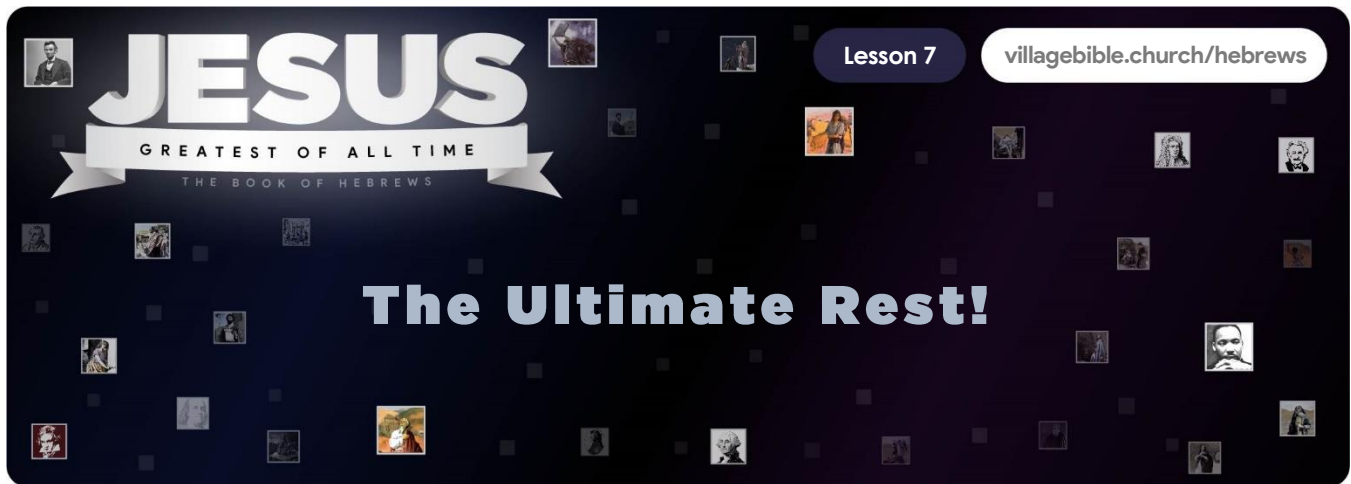 JESUS
GREATEST OF ALL TIME
THE BOOK OF HEBREWS
Lesson 7
villagebible.church/hebrews
The Ultimate Rest!